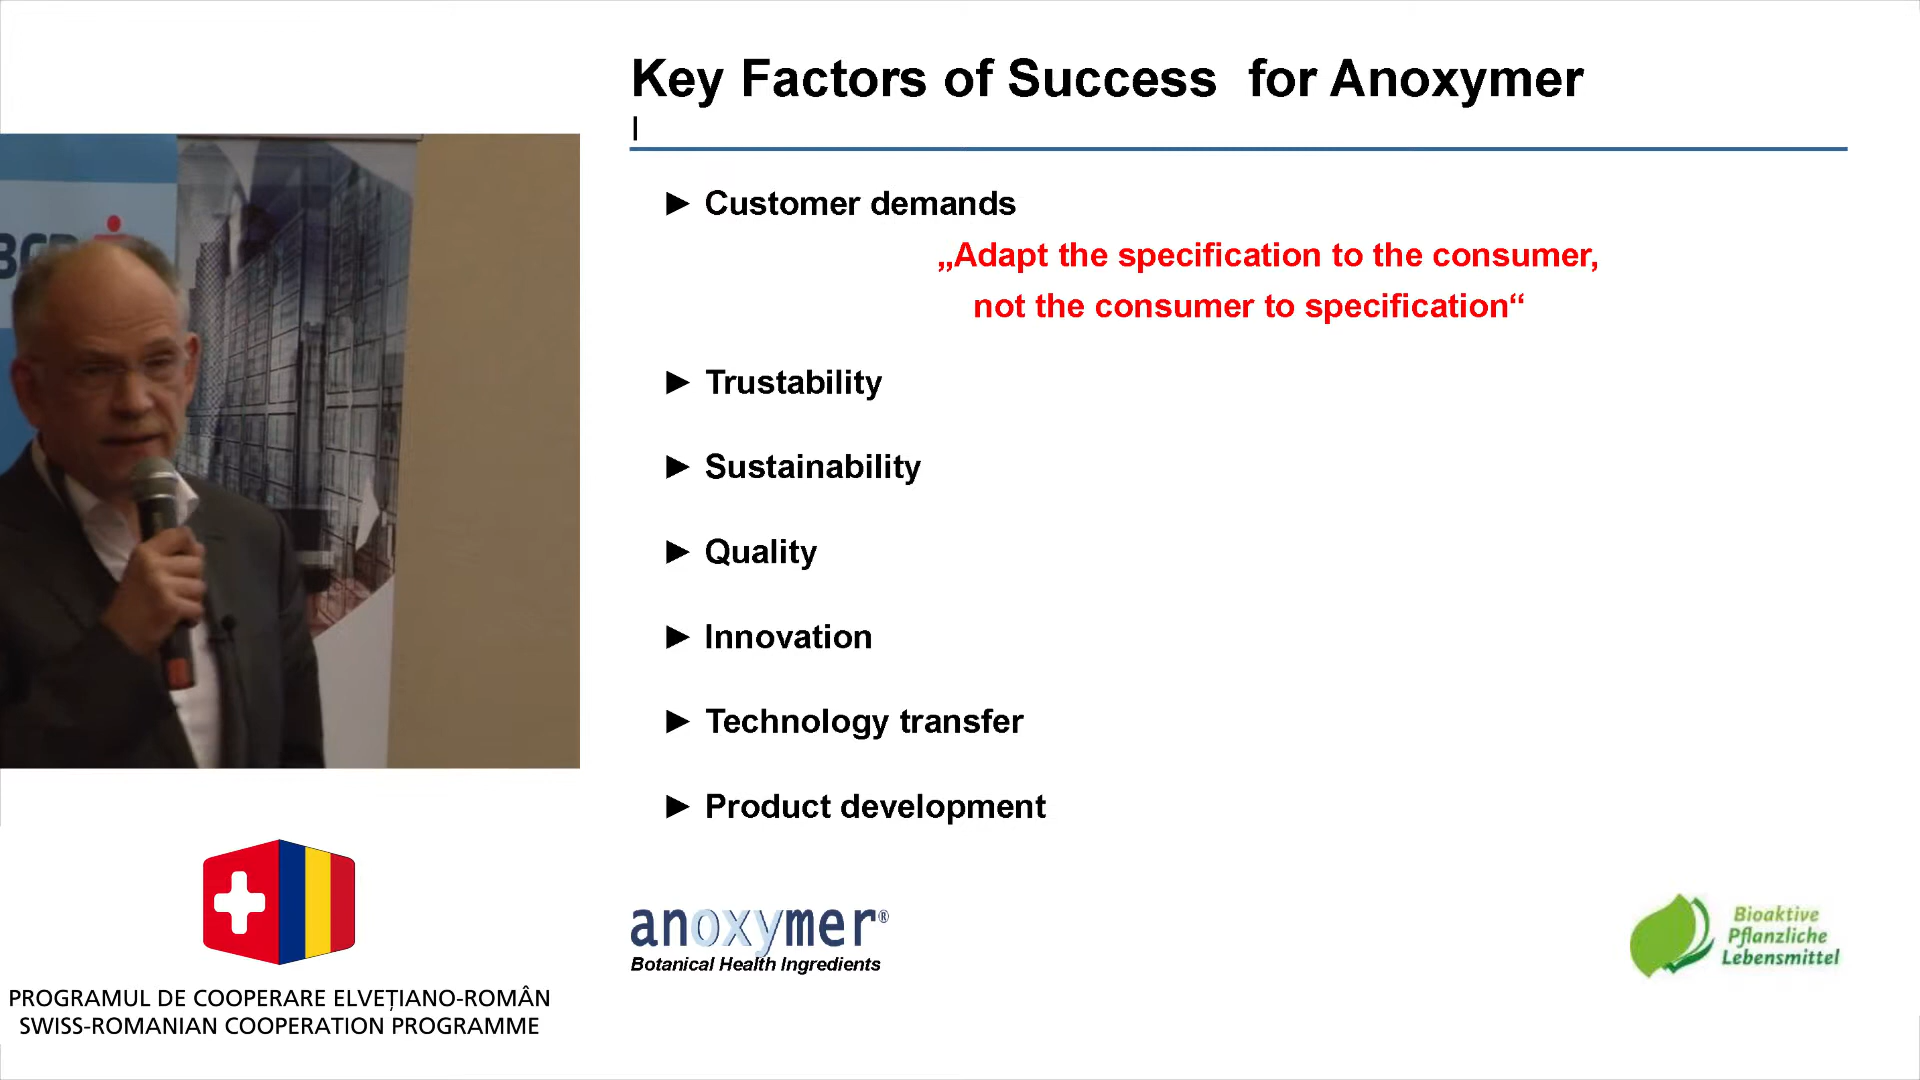 Key Factors of Success for Anoxymer
► Customer demands
„Adapt the specification to the consumer,
not the consumer to specification“
► Trustability
► Sustainability
► Quality
► Innovation
► Technology transfer
► Product development
PROGRAMUL DE COOPERARE ELVEȚIANO-ROMÂN
SWISS-ROMANIAN COOPERATION PROGRAMME
anoxymer®
Botanical Health Ingredients
Bioaktive
Pflanzliche
Lebensmittel